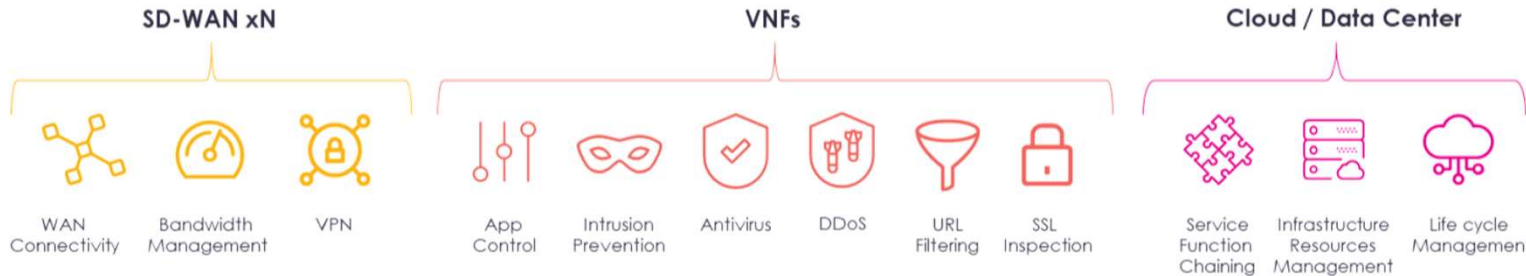 SD-WAN xN
VNFs
Cloud / Data Center
WAN
Connectivity
Bandwidth
Management
VPN
App
Control
Intrusion
Prevention
Antivirus
DDoS
URL
Filtering
SSL
Inspection
Service
Function
Chaining
Infrastructure
Resources
Management
Life cycle
Managemen